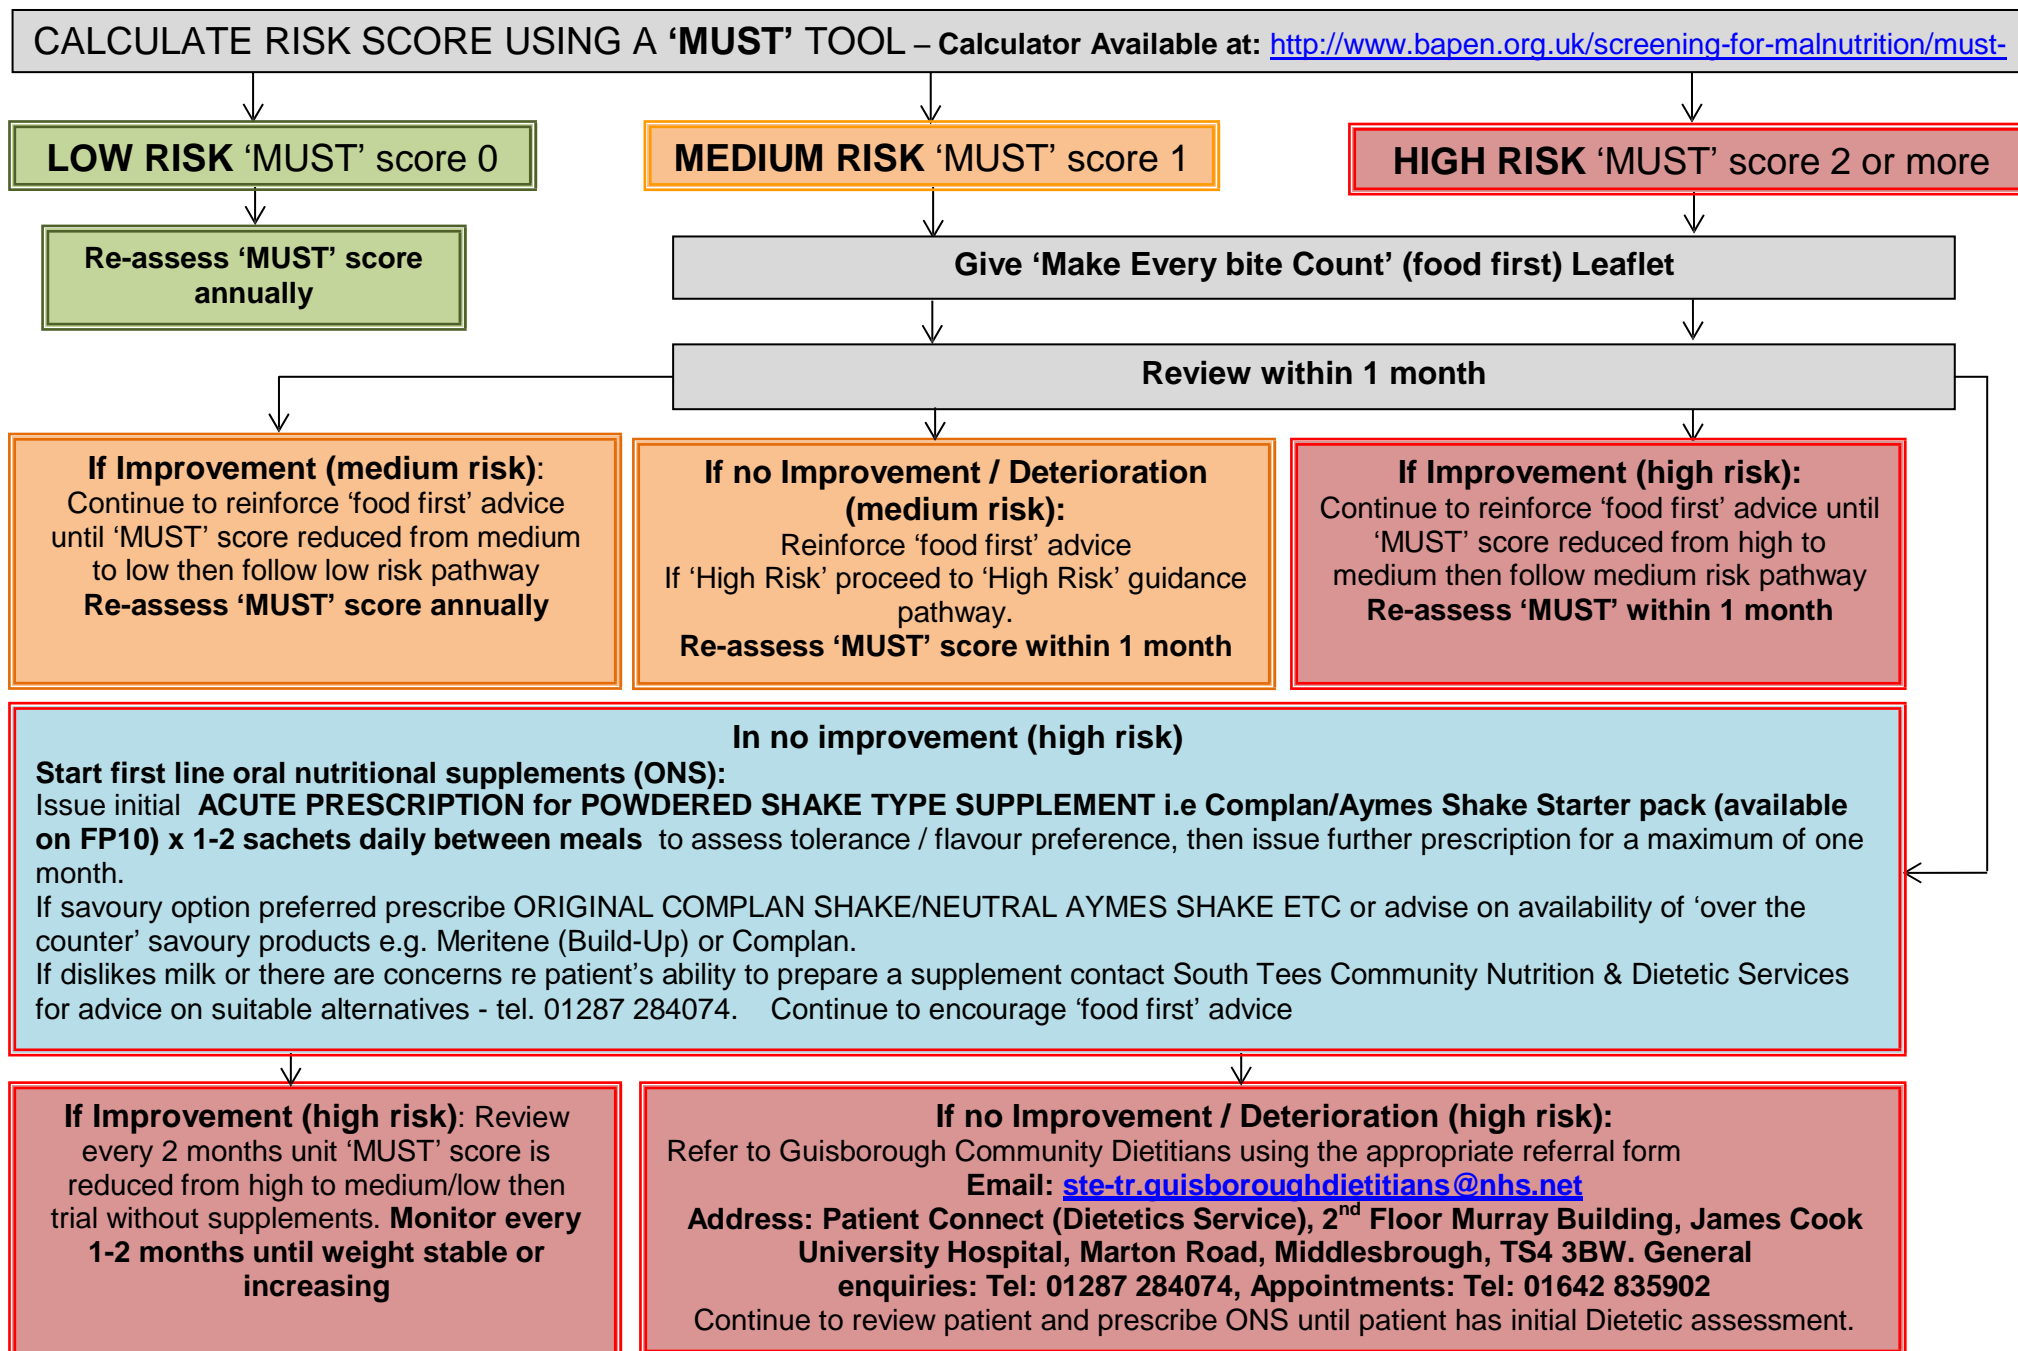 CALCULATE RISK SCORE USING A ‘MUST’ TOOL – Calculator Available at: http://www.bapen.org.uk/screening-for-malnutrition/must-
LOW RISK ‘MUST’ score 0
MEDIUM RISK ‘MUST’ score 1
HIGH RISK ‘MUST’ score 2 or more
Re-assess ‘MUST’ score
annually
Give ‘Make Every bite Count’ (food first) Leaflet
Review within 1 month
If Improvement (medium risk):
Continue to reinforce ‘food first’ advice
until ‘MUST’ score reduced from medium
to low then follow low risk pathway
Re-assess ‘MUST’ score annually
If no Improvement / Deterioration
(medium risk):
Reinforce ‘food first’ advice
If ‘High Risk’ proceed to ‘High Risk’ guidance
pathway.
Re-assess ‘MUST’ score within 1 month
If Improvement (high risk):
Continue to reinforce ‘food first’ advice until
‘MUST’ score reduced from high to
medium then follow medium risk pathway
Re-assess ‘MUST’ within 1 month
In no improvement (high risk)
Start first line oral nutritional supplements (ONS):
Issue initial ACUTE PRESCRIPTION for POWDERED SHAKE TYPE SUPPLEMENT i.e Complan/Aymes Shake Starter pack (available
on FP10) x 1-2 sachets daily between meals to assess tolerance / flavour preference, then issue further prescription for a maximum of one
month.
If savoury option preferred prescribe ORIGINAL COMPLAN SHAKE/NEUTRAL AYMES SHAKE ETC or advise on availability of ‘over the
counter’ savoury products e.g. Meritene (Build-Up) or Complan.
If dislikes milk or there are concerns re patient’s ability to prepare a supplement contact South Tees Community Nutrition & Dietetic Services
for advice on suitable alternatives - tel. 01287 284074. Continue to encourage ‘food first’ advice
If Improvement (high risk): Review
every 2 months unit ‘MUST’ score is
reduced from high to medium/low then
trial without supplements. Monitor every
1-2 months until weight stable or
increasing
If no Improvement / Deterioration (high risk):
Refer to Guisborough Community Dietitians using the appropriate referral form
Email: ste-tr.guisboroughdietitians@nhs.net
Address: Patient Connect (Dietetics Service), 2nd Floor Murray Building, James Cook
University Hospital, Marton Road, Middlesbrough, TS4 3BW. General
enquiries: Tel: 01287 284074, Appointments: Tel: 01642 835902
Continue to review patient and prescribe ONS until patient has initial Dietetic assessment.